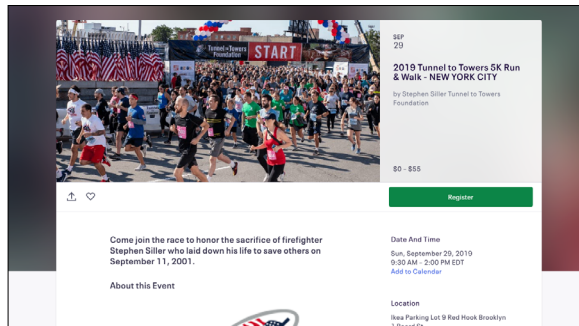 Tunnel to Towers
Foundation
START
SEP
29
2019 Tunnel to Towers 5K Run
& Walk - NEW YORK CITY
by Stephen Siller Tunnel to Towers
Foundation
$0 – $55
Register
Come join the race to honor the sacrifice of firefighter
Stephen Siller who laid down his life to save others on
September 11, 2001.
About this Event
Date And Time
Sun, September 29, 2019
9:30 AM – 2:00 PM EDT
Add to Calendar
Location
Ikea Parking Lot 9 Red Hook Brooklyn